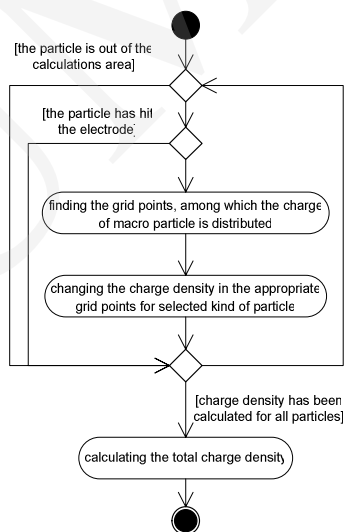 [the particle is out of the
calculations area]
[the particle has hit
the electrode]
finding the grid points, among which the charge
of macro particle is distributed
changing the charge density in the appropriate
grid points for selected kind of particle
[charge density has been
calculated for all particles]
calculating the total charge density